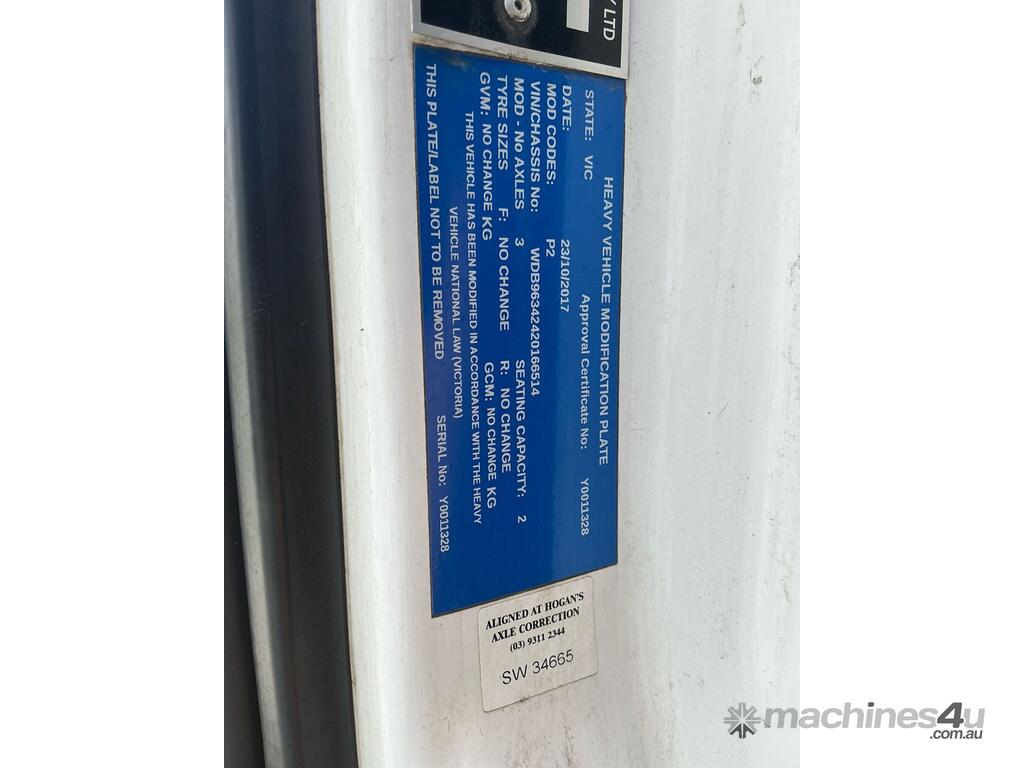 Y LTD
HEAVY VEHICLE MODIFICATION PLATE
STATE: VIC Approval Certificate No: Y0011328
DATE: 23/10/2017
MOD CODES: P2
VIN/CHASSIS No: WDB96342420166514
MOD - No AXLES 3 SEATING CAPACITY: 2
TYRE SIZES F: NO CHANGE R: NO CHANGE
GVM: NO CHANGE KG GCM: NO CHANGE KG
THIS VEHICLE HAS BEEN MODIFIED IN ACCORDANCE WITH THE HEAVY
VEHICLE NATIONAL LAW (VICTORIA)
THIS PLATE/LABEL NOT TO BE REMOVED SERIAL No: Y0011328
ALIGNED AT HOGAN'S
AXLE CORRECTION
(03) 9311 2344
SW 34665
machines4u
.com.au